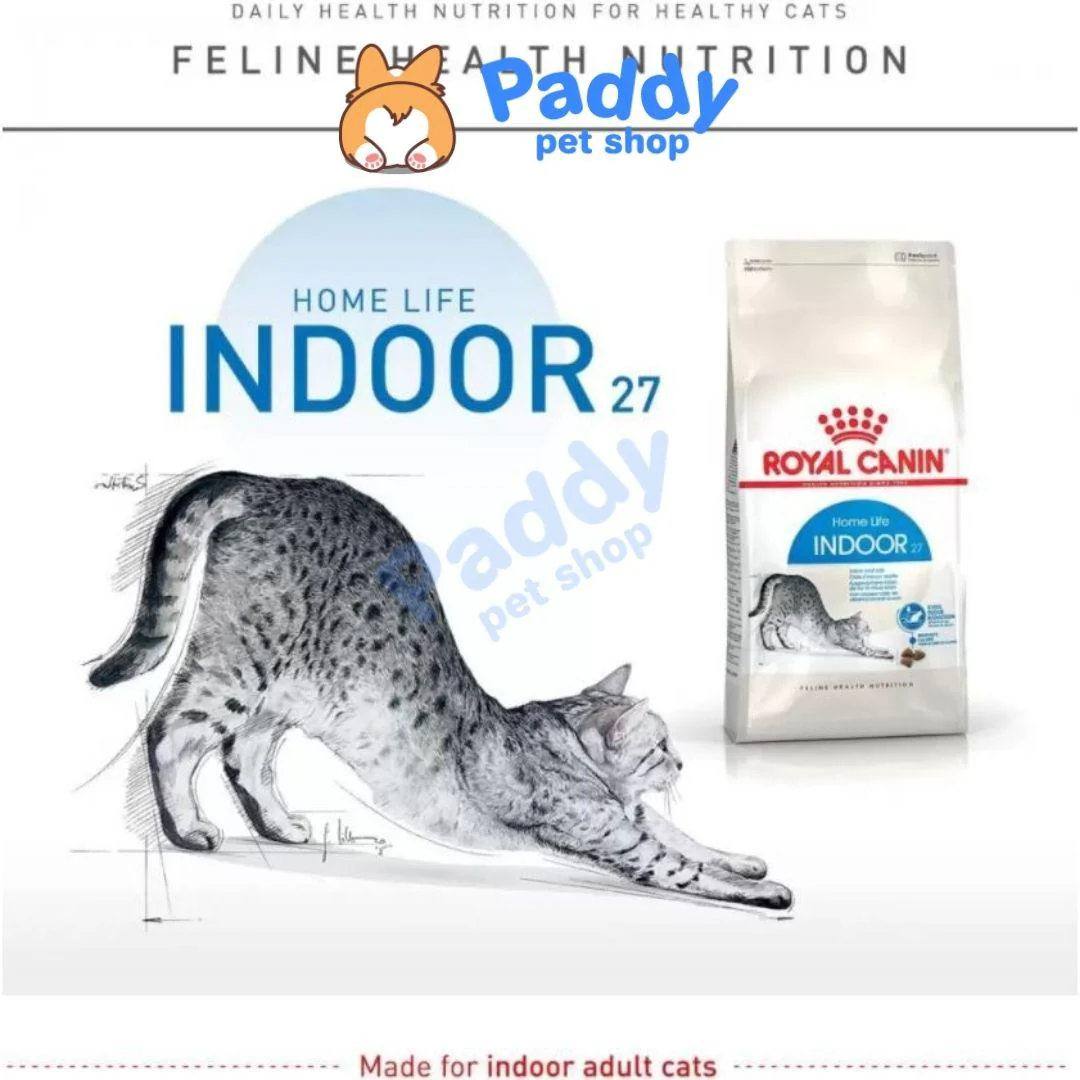 DAILY HEALTH NUTRITION FOR HEALTHY CATS
FELINE HEALTH NUTRITION
Paddy
pet shop
HOME LIFE
INDOOR 27
Paddy
pet shop
ROYAL CANIN
Home Life
INDOOR 27
FELINE HEALTH NUTRITION
Made for indoor adult cats